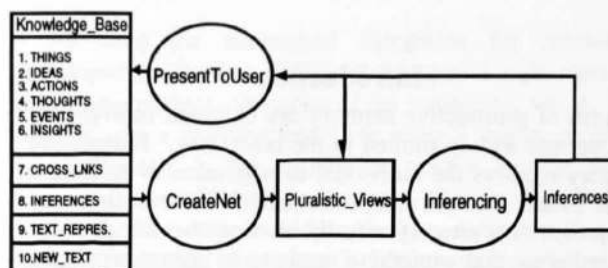 Knowledge_Base
1. THINGS
2. IDEAS
3. ACTIONS
4. THOUGHTS
5. EVENTS
6. INSIGHTS
7. CROSS_LNKS
8. INFERENCES
9. TEXT_REPRES.
10.NEW_TEXT
PresentToUser
CreateNet
Pluralistic_Views
Inferencing
Inferences